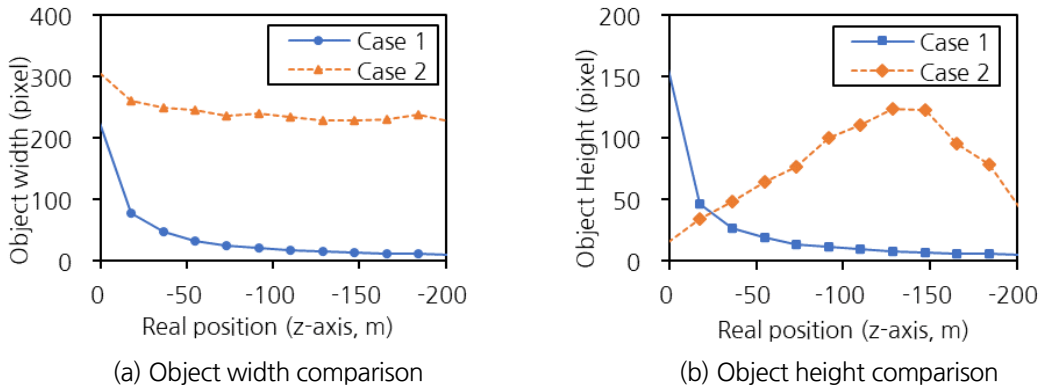 400
300
200
100
0
Object width (pixel)
Case 1
Case 2
0 -50 -100 -150 -200
Real position (z-axis, m)
(a) Object width comparison
200
150
100
50
0
Object Height (pixel)
Case 1
Case 2
0 -50 -100 -150 -200
Real position (z-axis, m)
(b) Object height comparison